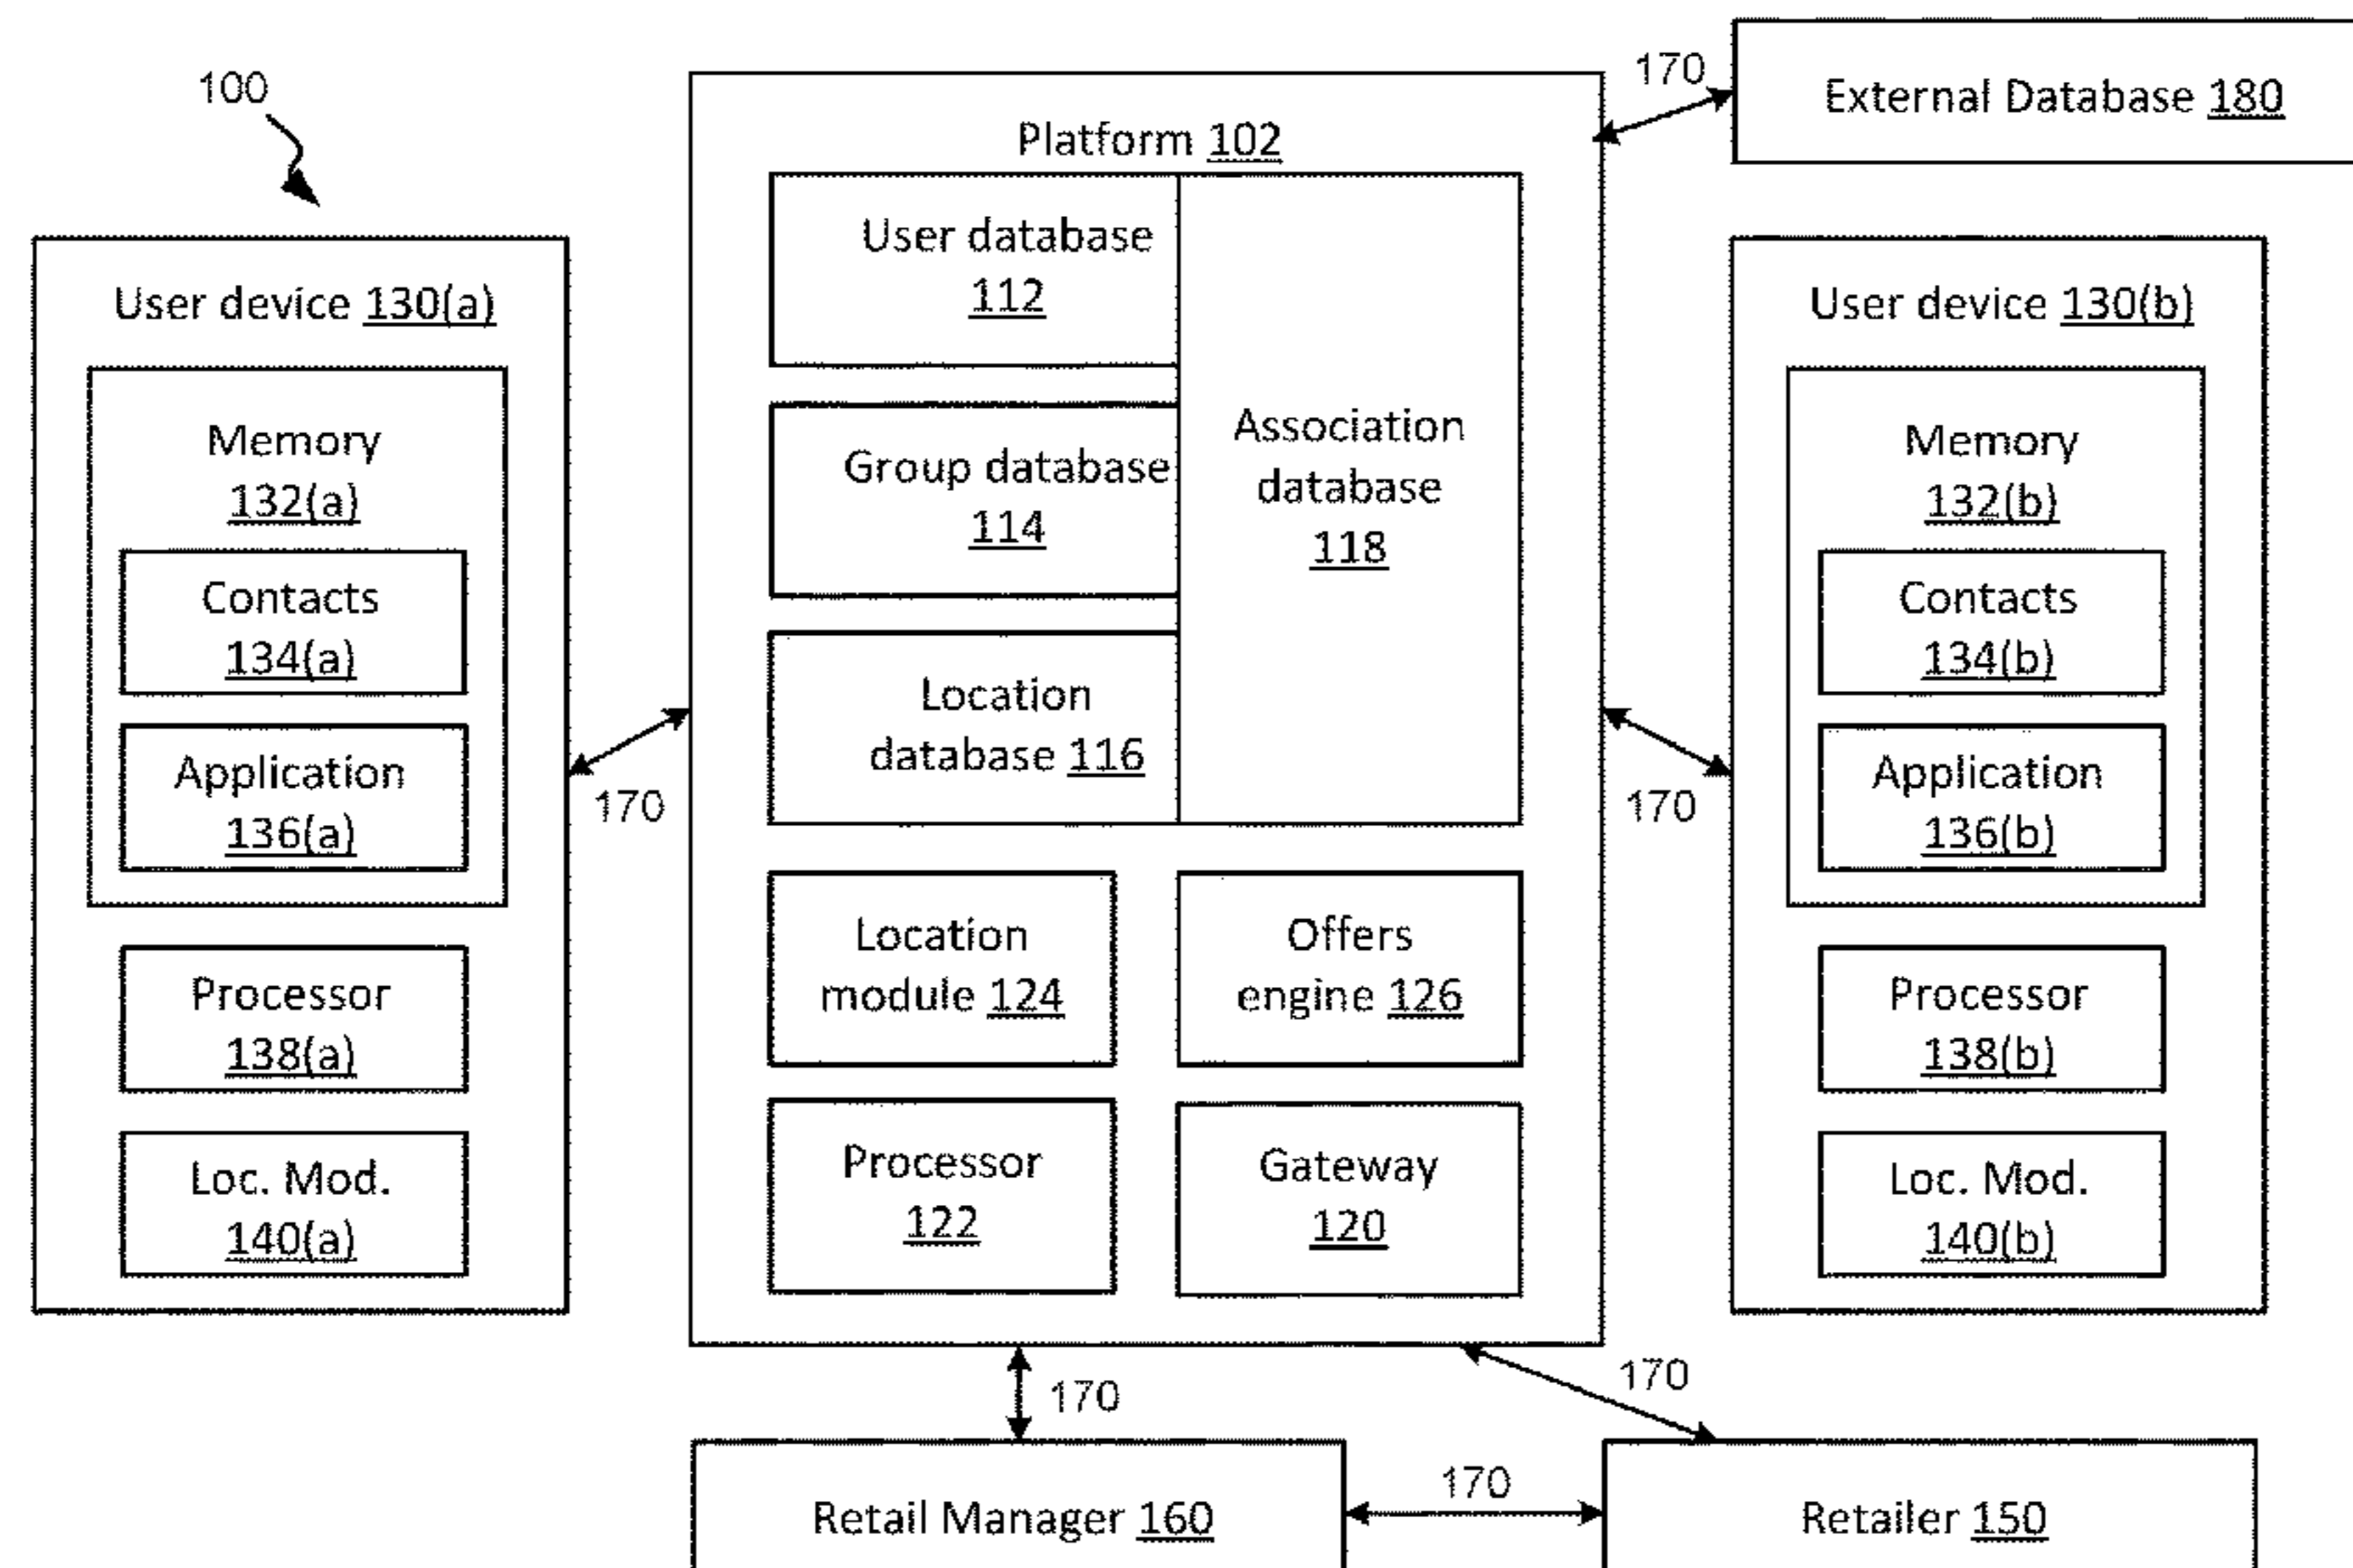 100
170
External Database 180
Platform 102
User database
112
Group database
114
Location
database 116
Association
database
118
Location
module 124
Offers
engine 126
Processor
122
Gateway
120
User device 130(a)
Memory
132(a)
Contacts
134(a)
Application
136(a)
Processor
138(a)
Loc. Mod.
140(a)
170
User device 130(b)
Memory
132(b)
Contacts
134(b)
Application
136(b)
Processor
138(b)
Loc. Mod.
140(b)
170
170
170
Retail Manager 160
170
Retailer 150